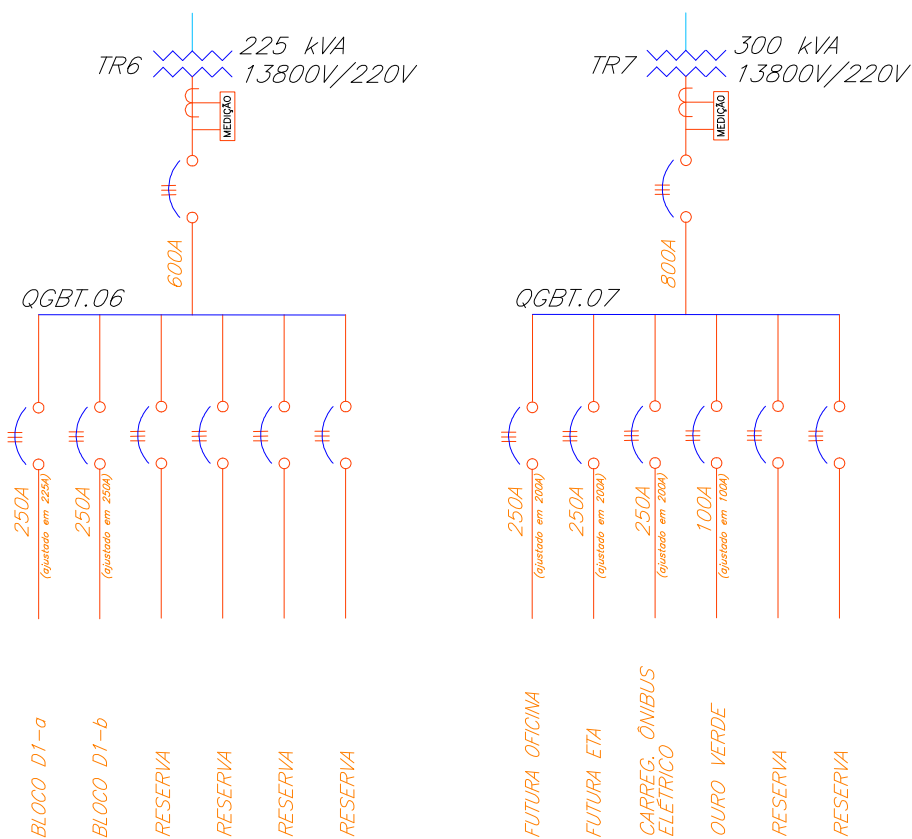 TR6
225 kVA
13800V/220V
MEDIÇÃO
600A
QGBT.06
250A
(ajustado em 225A)
250A
(ajustado em 250A)
BLOCO D1-a
BLOCO D1-b
RESERVA
RESERVA
RESERVA
RESERVA
TR7
300 kVA
13800V/220V
MEDIÇÃO
800A
QGBT.07
250A
(ajustado em 200A)
250A
(ajustado em 200A)
250A
(ajustado em 200A)
100A
(ajustado em 100A)
FUTURA OFICINA
FUTURA ETA
CARREG. ÔNIBUS
ELÉTRICO
OURO VERDE
RESERVA
RESERVA